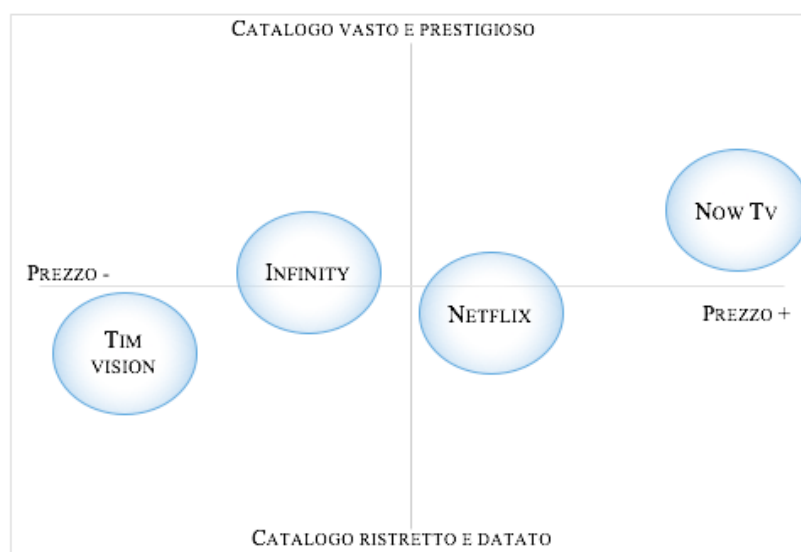 CATALOGO VASTO E PRESTIGIOSO
NOW TV
INFINITY
PREZZO -
NETFLIX
PREZZO +
TIM
VISION
CATALOGO RISTRETTO E DATATO